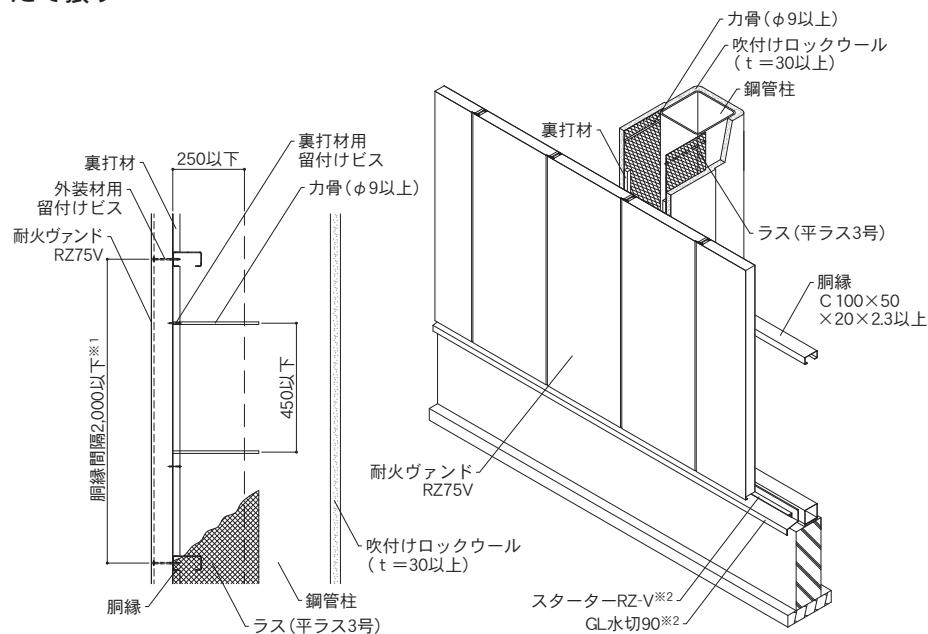 力骨（φ9以上）
吹付けロックウール
（t＝30以上）
鋼管柱
裏打材
ラス（平ラス3号）
胴縁
C 100×50
×20×2.3以上
耐火ヴァンド
RZ75V
スターターRZ-V※2
GL水切90※2
250以下
裏打材
外装材用
留付けビス
耐火ヴァンド
RZ75V
裏打材用
留付けビス
力骨（φ9以上）
胴縁間隔2,000以下※1
450以下
吹付けロックウール
（t＝30以上）
胴縁
鋼管柱
ラス（平ラス3号）